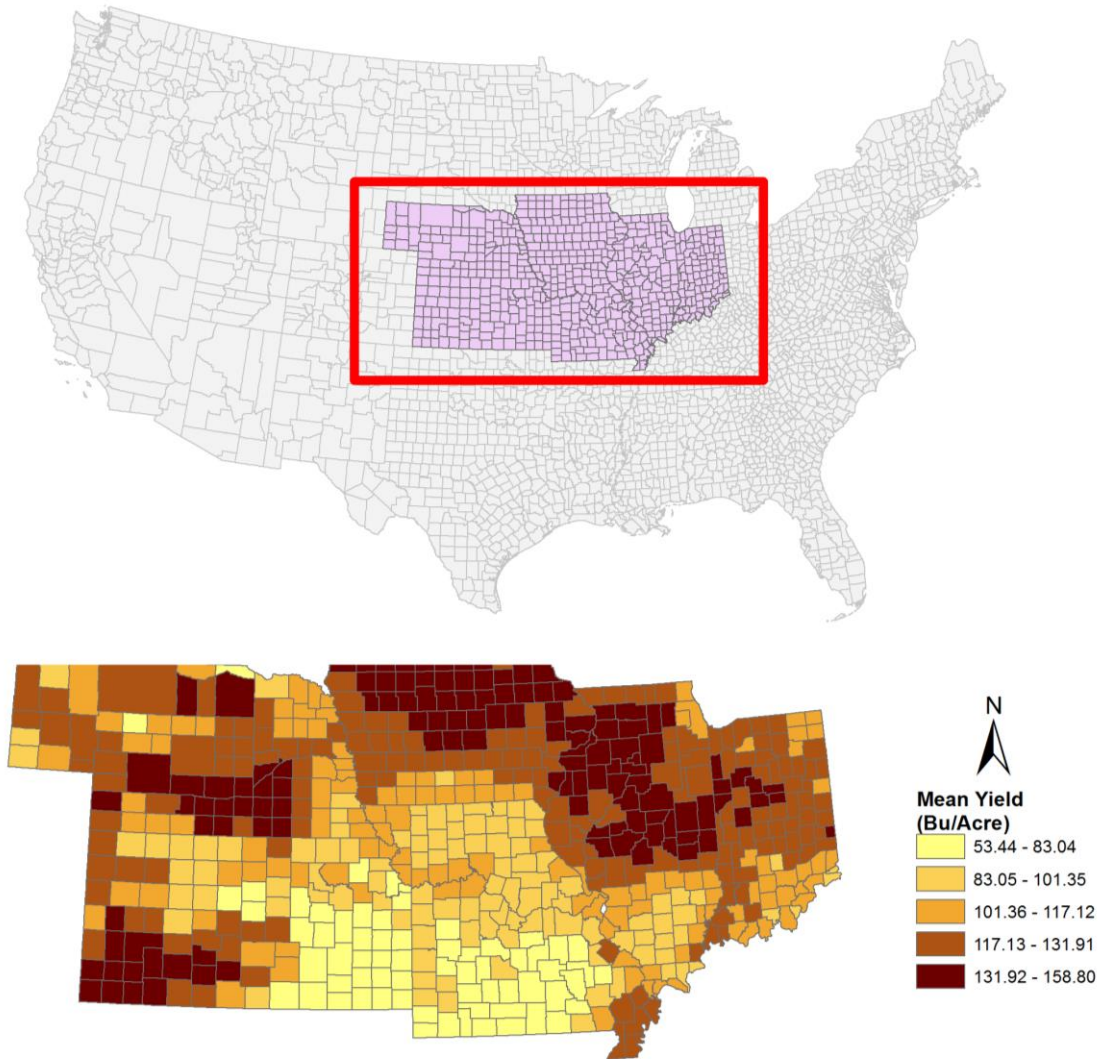 N
Mean Yield
(Bu/Acre)
53.44 - 83.04
83.05 - 101.35
101.36 - 117.12
117.13 - 131.91
131.92 - 158.80